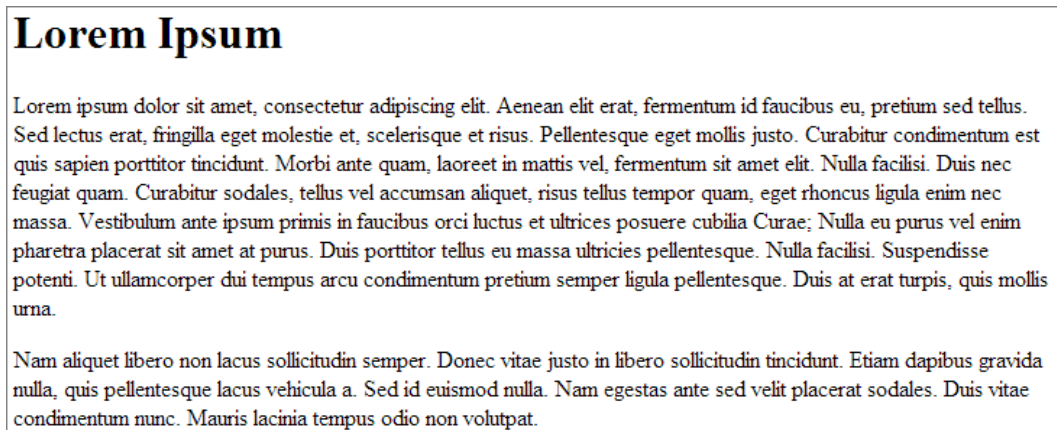 Lorem Ipsum
Lorem ipsum dolor sit amet, consectetur adipiscing elit. Aenean elit erat, fermentum id faucibus eu, pretium sed tellus.
Sed lectus erat, fringilla eget molestie et, scelerisque et risus. Pellentesque eget mollis justo. Curabitur condimentum est
quis sapien porttitor tincidunt. Morbi ante quam, laoreet in mattis vel, fermentum sit amet elit. Nulla facilisi. Duis nec
feugiat quam. Curabitur sodales, tellus vel accumsan aliquet, risus tellus tempor quam, eget rhoncus ligula enim nec
massa. Vestibulum ante ipsum primis in faucibus orci luctus et ultrices posuere cubilia Curae; Nulla eu purus vel enim
pharetra placerat sit amet at purus. Duis porttitor tellus eu massa ultricies pellentesque. Nulla facilisi. Suspendisse
potenti. Ut ullamcorper dui tempus arcu condimentum pretium semper ligula pellentesque. Duis at erat turpis, quis mollis
urna.
Nam aliquet libero non lacus sollicitudin semper. Donec vitae justo in libero sollicitudin tincidunt. Etiam dapibus gravida
nulla, quis pellentesque lacus vehicula a. Sed id euismod nulla. Nam egestas ante sed velit placerat sodales. Duis vitae
condimentum nunc. Mauris lacinia tempus odio non volutpat.